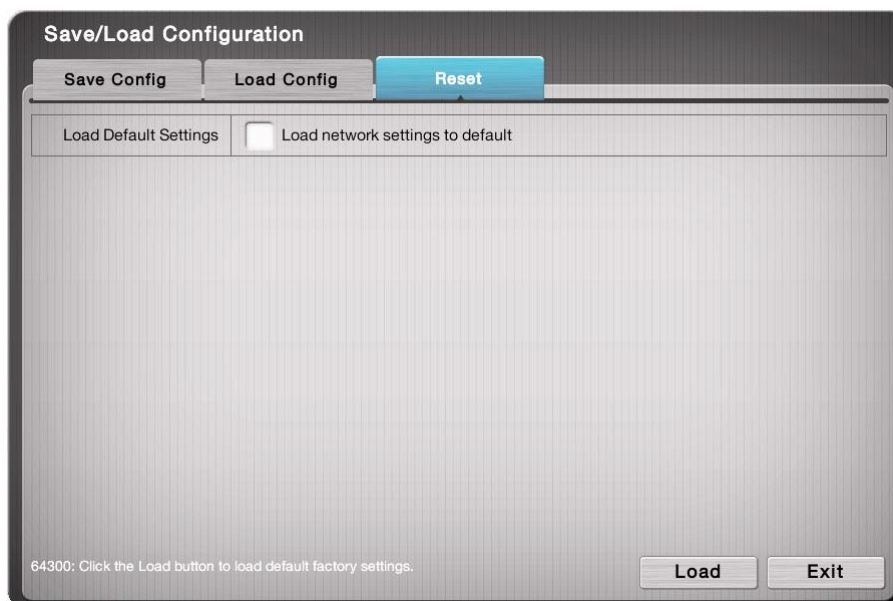 Save/Load Configuration
Save Config Load Config Reset
Load Default Settings Load network settings to default
64300: Click the Load button to load default factory settings.
Load Exit